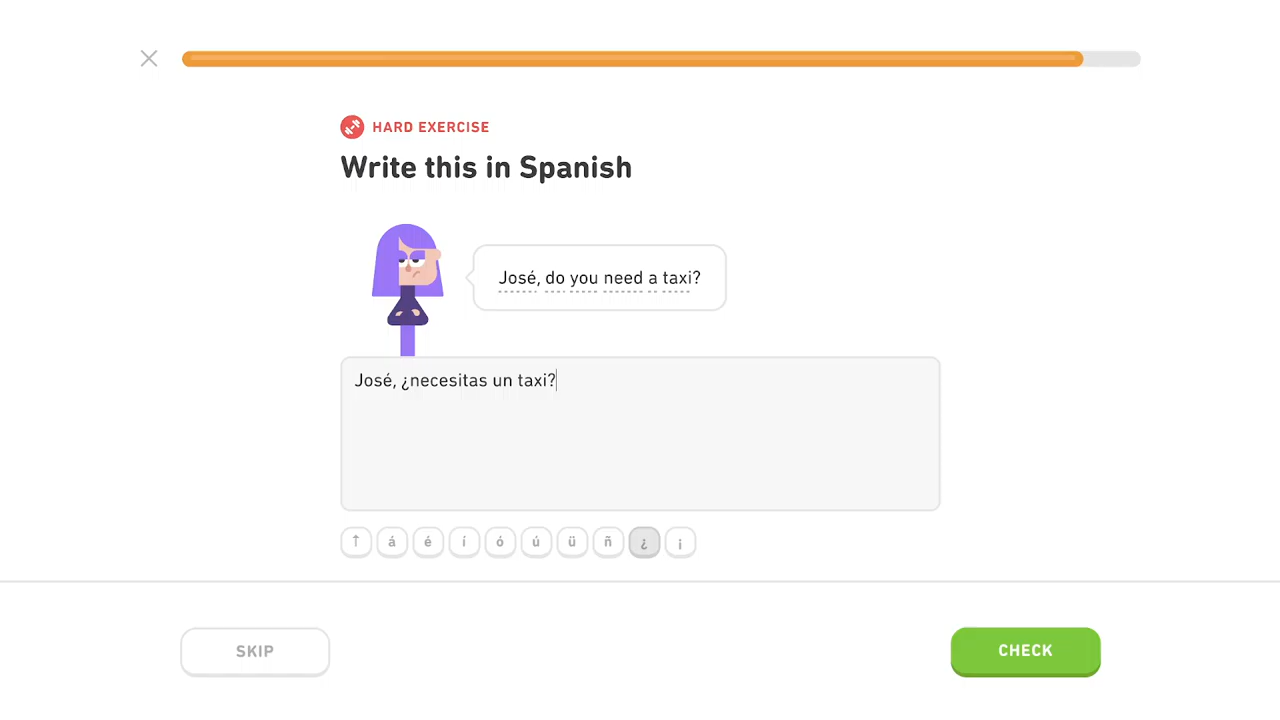 HARD EXERCISE
Write this in Spanish
José, do you need a taxi?
José, ¿necesitas un taxi?
↑ á é í ó ú ü ñ ¿ ¡
SKIP
CHECK